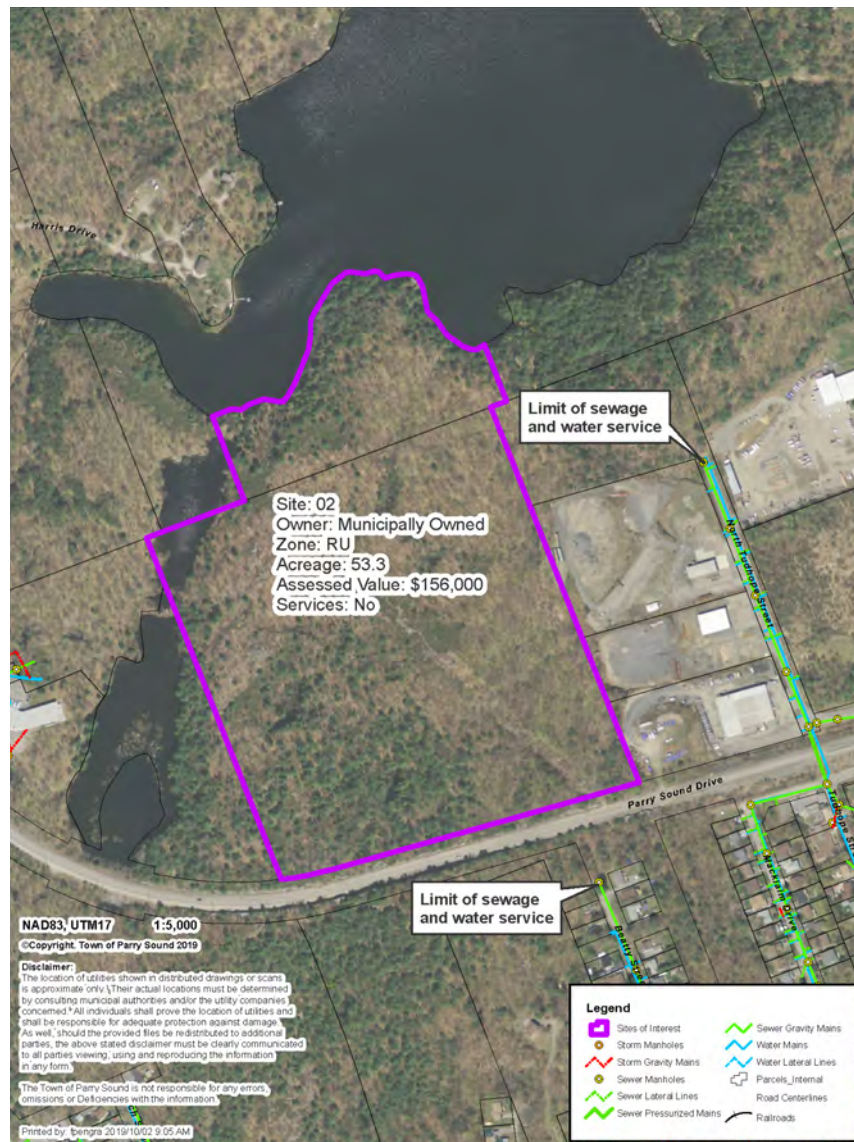 Harris Drive
Limit of sewage
and water service
Site: 02
Owner: Municipally Owned
Zone: RU
Acreage: 53.3
Assessed Value: $156,000
Services: No
North Tudhope Street
Parry Sound Drive
Limit of sewage
and water service
Macklaim Drive
NAD83, UTM17 1:5,000
©Copyright. Town of Parry Sound 2019
Disclaimer:
The location of utilities shown in distributed drawings or scans
is approximate only. Their actual locations must be determined
by consulting municipal authorities and/or the utility companies
concerned. All individuals shall prove the location of utilities and
shall be responsible for adequate protection against damage.
As well, should the provided files be redistributed to additional
parties, the above stated disclaimer must be clearly communicated
to all parties viewing, using and reproducing the information
in any form.
The Town of Parry Sound is not responsible for any errors,
omissions or Deficiencies with the information.
Printed by: fpengra 2019/10/02 9:05 AM
Legend
Sites of Interest
Storm Manholes
Storm Gravity Mains
Sewer Manholes
Sewer Lateral Lines
Sewer Pressurized Mains
Sewer Gravity Mains
Water Mains
Water Lateral Lines
Parcels_Internal
Road Centerlines
Railroads